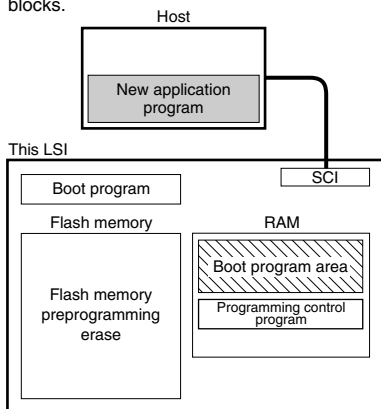 blocks.
Host
New application
program
This LSI
SCI
Boot program
Flash memory
RAM
Flash memory
preprogramming
erase
Boot program area
Programming control
program